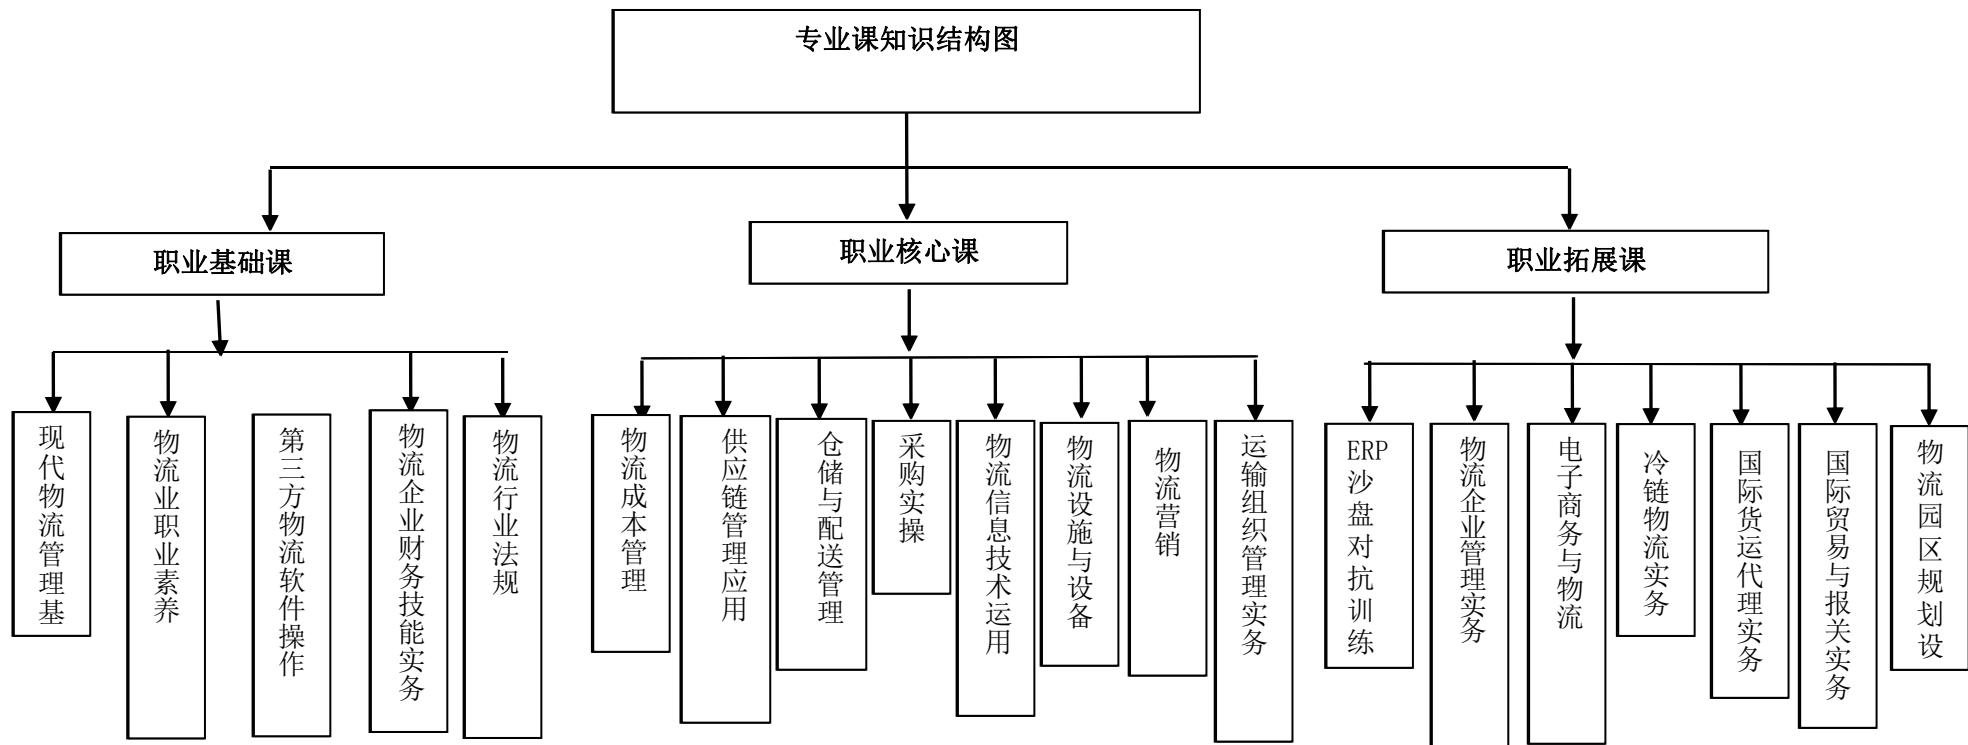 专业课知识结构图
职业基础课
职业核心课
职业拓展课
现代物流管理基
物流业职业素养
第三方物流软件操作
物流企业财务技能实务
物流行业法规
物流成本管理
供应链管理应用
仓储与配送管理
采购实操
物流信息技术运用
物流设施与设备
物流营销
运输组织管理实务
ERP沙盘对抗训练
物流企业管理实务
电子商务与物流
冷链物流实务
国际货运代理实务
国际贸易与报关实务
物流园区规划设